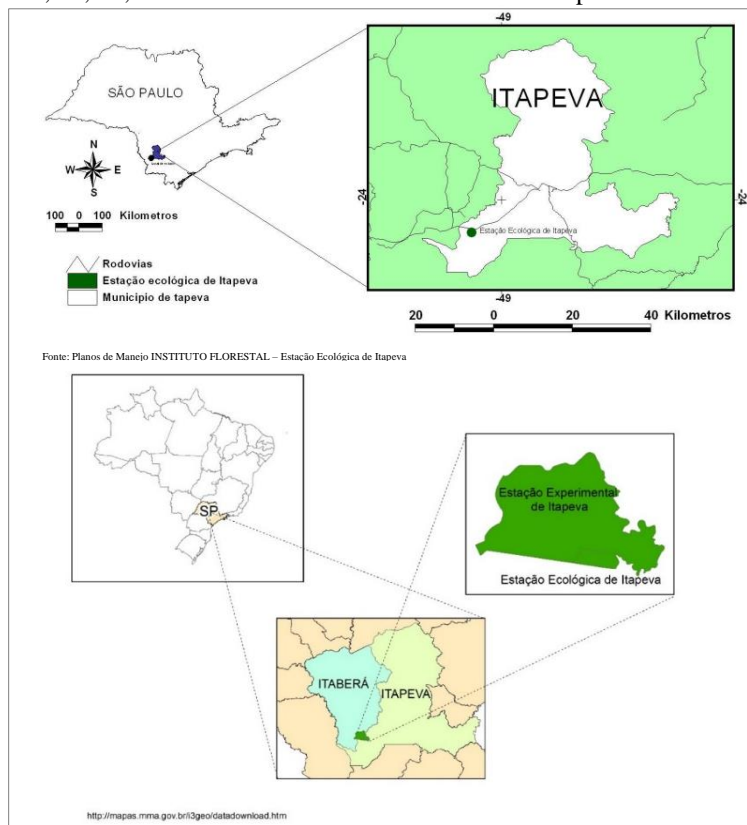 -49
SÃO PAULO
ITAPEVA
N
W E
S
-24
-24
Estação Ecológica de Itapeva
100 0 100 Kilometros
Rodovias
Estação ecológica de Itapeva
Município de tapeva
-49
20 0 20 40 Kilometros
Fonte: Planos de Manejo INSTITUTO FLORESTAL – Estação Ecológica de Itapeva
SP
Estação Experimental
de Itapeva
Estação Ecológica de Itapeva
ITABERÁ
ITAPEVA
http://mapas.mma.gov.br/i3geo/datadownload.htm